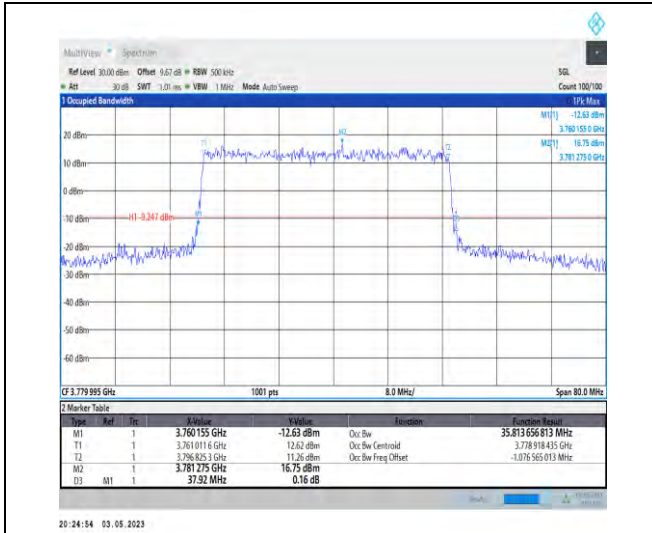 MultiView Spectrum
Ref Level 30.00 dBm Offset 9.67 dB RBW 500 kHz SGL
Att 30 dB SWT 1.01 ms VBW 1 MHz Mode Auto Sweep Count 100/100
1 Occupied Bandwidth 1Pk Max
M1[1] -12.63 dBm
3.760 155 0 GHz
20 dBm M2 M2[1] 16.75 dBm
T1 T2 3.781 275 0 GHz
10 dBm
0 dBm
-10 dBm H1 -9.247 dBm
-20 dBm
-30 dBm
-40 dBm
-50 dBm
-60 dBm
CF 3.779 995 GHz 1001 pts 8.0 MHz/ Span 80.0 MHz
2 Marker Table
Type Ref Trc X-Value Y-Value Function Function Result
M1 1 3.760 155 GHz -12.63 dBm Occ Bw 35.813 656 813 MHz
T1 1 3.761 011 6 GHz 12.62 dBm Occ Bw Centroid 3.778 918 435 GHz
T2 1 3.796 825 3 GHz 11.26 dBm Occ Bw Freq Offset -1.076 565 013 MHz
M2 1 3.781 275 GHz 16.75 dBm
D3 M1 1 37.92 MHz 0.16 dB
20:24:54 03.05.2023